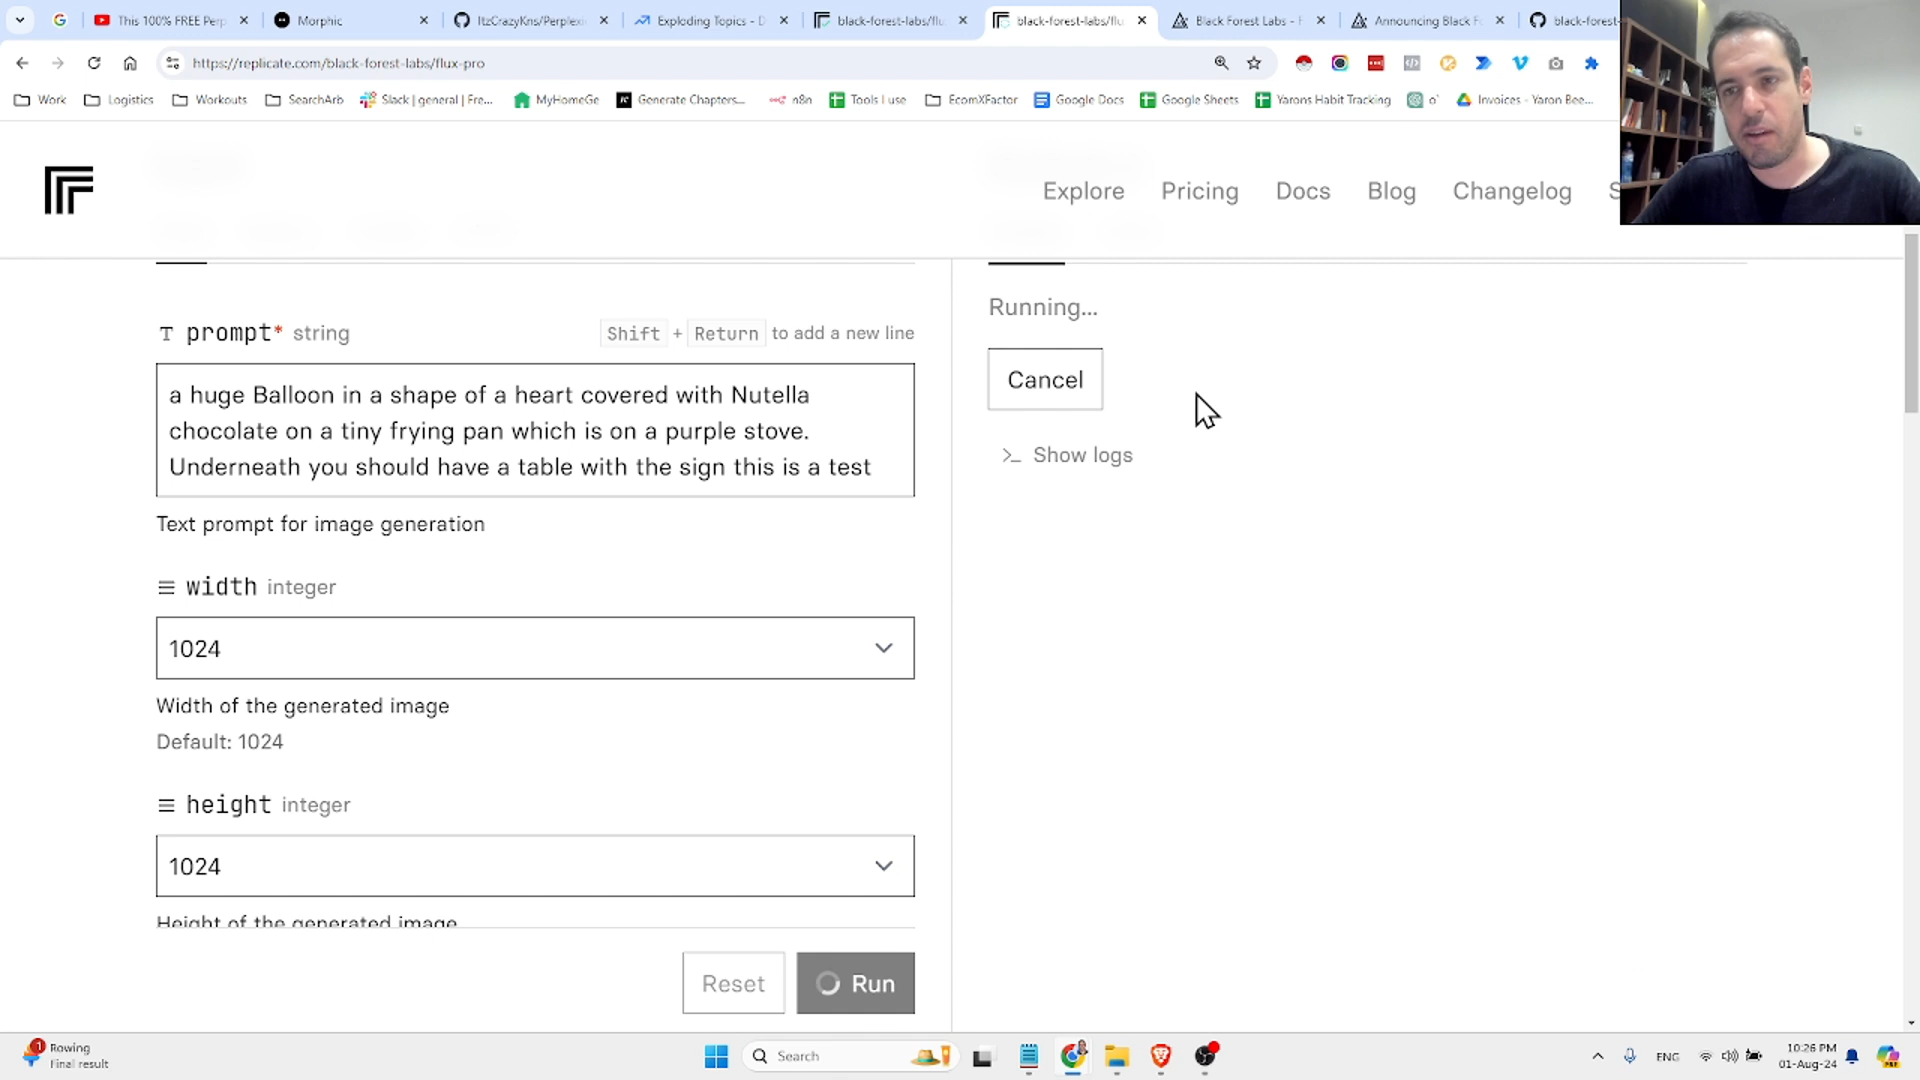 This 100% FREE Perp
Morphic
ItzCrazyKns/Perplexi
Exploding Topics - D
black-forest-labs/flu
black-forest-labs/flu
Black Forest Labs - F
Announcing Black F
black-forest-
https://replicate.com/black-forest-labs/flux-pro
Work
Logistics
Workouts
SearchArb
Slack | general | Fre...
MyHomeGe
Generate Chapters...
n8n
Tools I use
EcomXFactor
Google Docs
Google Sheets
Yarons Habit Tracking
o'
Invoices - Yaron Bee...
Explore
Pricing
Docs
Blog
Changelog
S
prompt* string
Shift + Return to add a new line
a huge Balloon in a shape of a heart covered with Nutella
chocolate on a tiny frying pan which is on a purple stove.
Underneath you should have a table with the sign this is a test
Text prompt for image generation
width integer
1024
Width of the generated image
Default: 1024
height integer
1024
Height of the generated image
Reset
Run
Running...
Cancel
>_ Show logs
1
Rowing
Final result
Search
ENG
10:26 PM
01-Aug-24